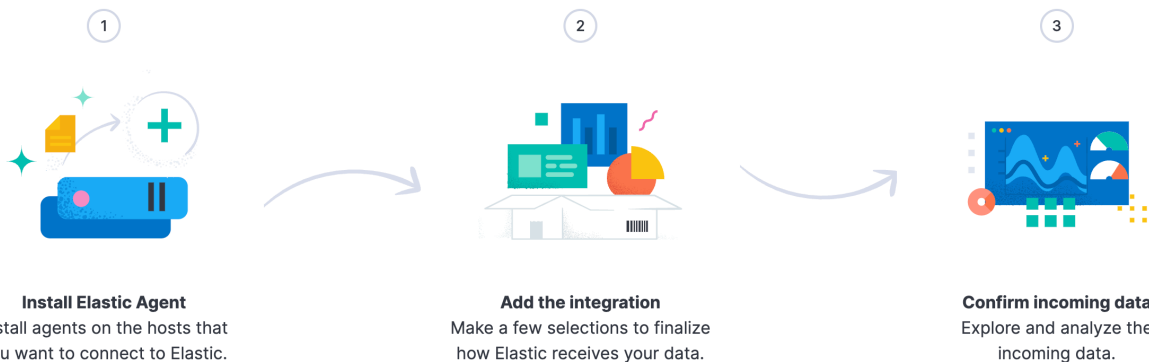 1
2
3
Install Elastic Agent
stall agents on the hosts that
u want to connect to Elastic.
Add the integration
Make a few selections to finalize
how Elastic receives your data.
Confirm incoming data
Explore and analyze the
incoming data.